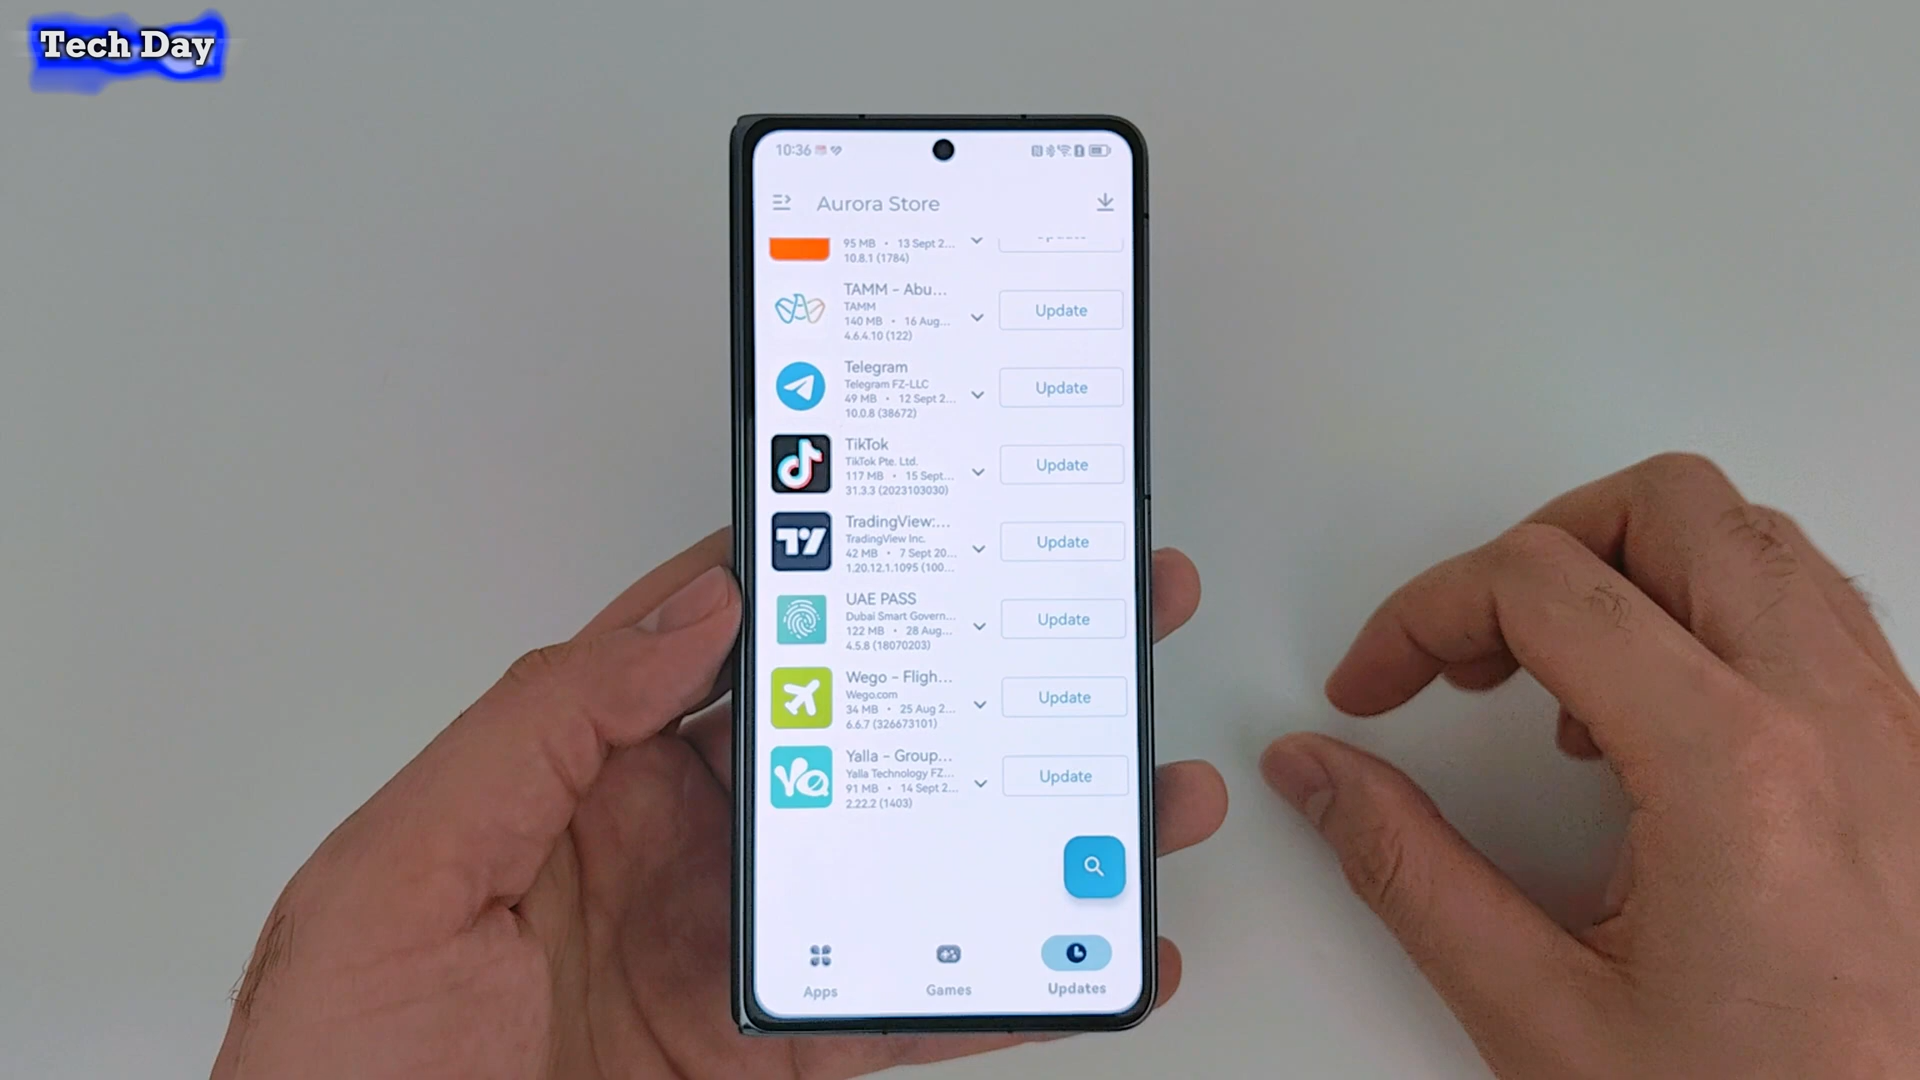 Tech Day
10:36
Aurora Store
95 MB • 13 Sept 2...
10.8.1 (1784)
TAMM - Abu...
TAMM
140 MB • 16 Aug...
4.6.4.10 (122)
Update
Telegram
Telegram FZ-LLC
49 MB • 12 Sept 2...
10.0.8 (38672)
Update
TikTok
TikTok Pte. Ltd.
117 MB • 15 Sept...
31.3.3 (2023103030)
Update
TradingView:...
TradingView Inc.
42 MB • 7 Sept 20...
1.20.12.1.1095 (100...
Update
UAE PASS
Dubai Smart Govern...
122 MB • 28 Aug...
4.5.8 (18070203)
Update
Wego - Fligh...
Wego.com
34 MB • 25 Aug 2...
6.6.7 (326673101)
Update
Yalla - Group...
Yalla Technology FZ...
91 MB • 14 Sept 2...
2.22.2 (1403)
Update
Apps
Games
Updates